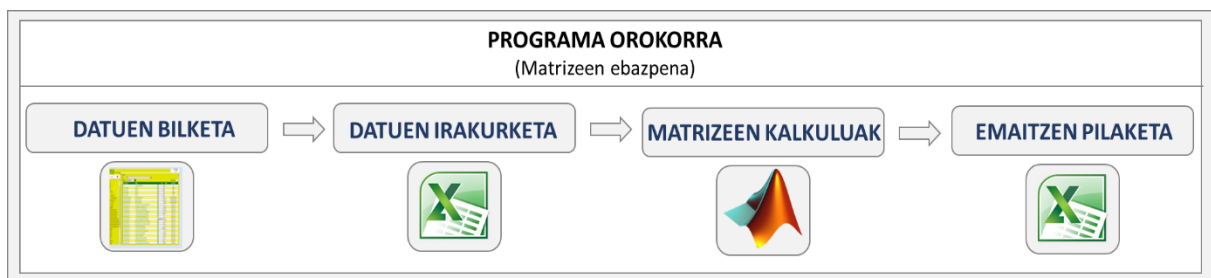 PROGRAMA OROKORRA
(Matrizeen ebazpena)
DATUEN BILKETA
DATUEN IRAKURKETA
MATRIZEEN KALKULUAK
EMAITZEN PILAKETA